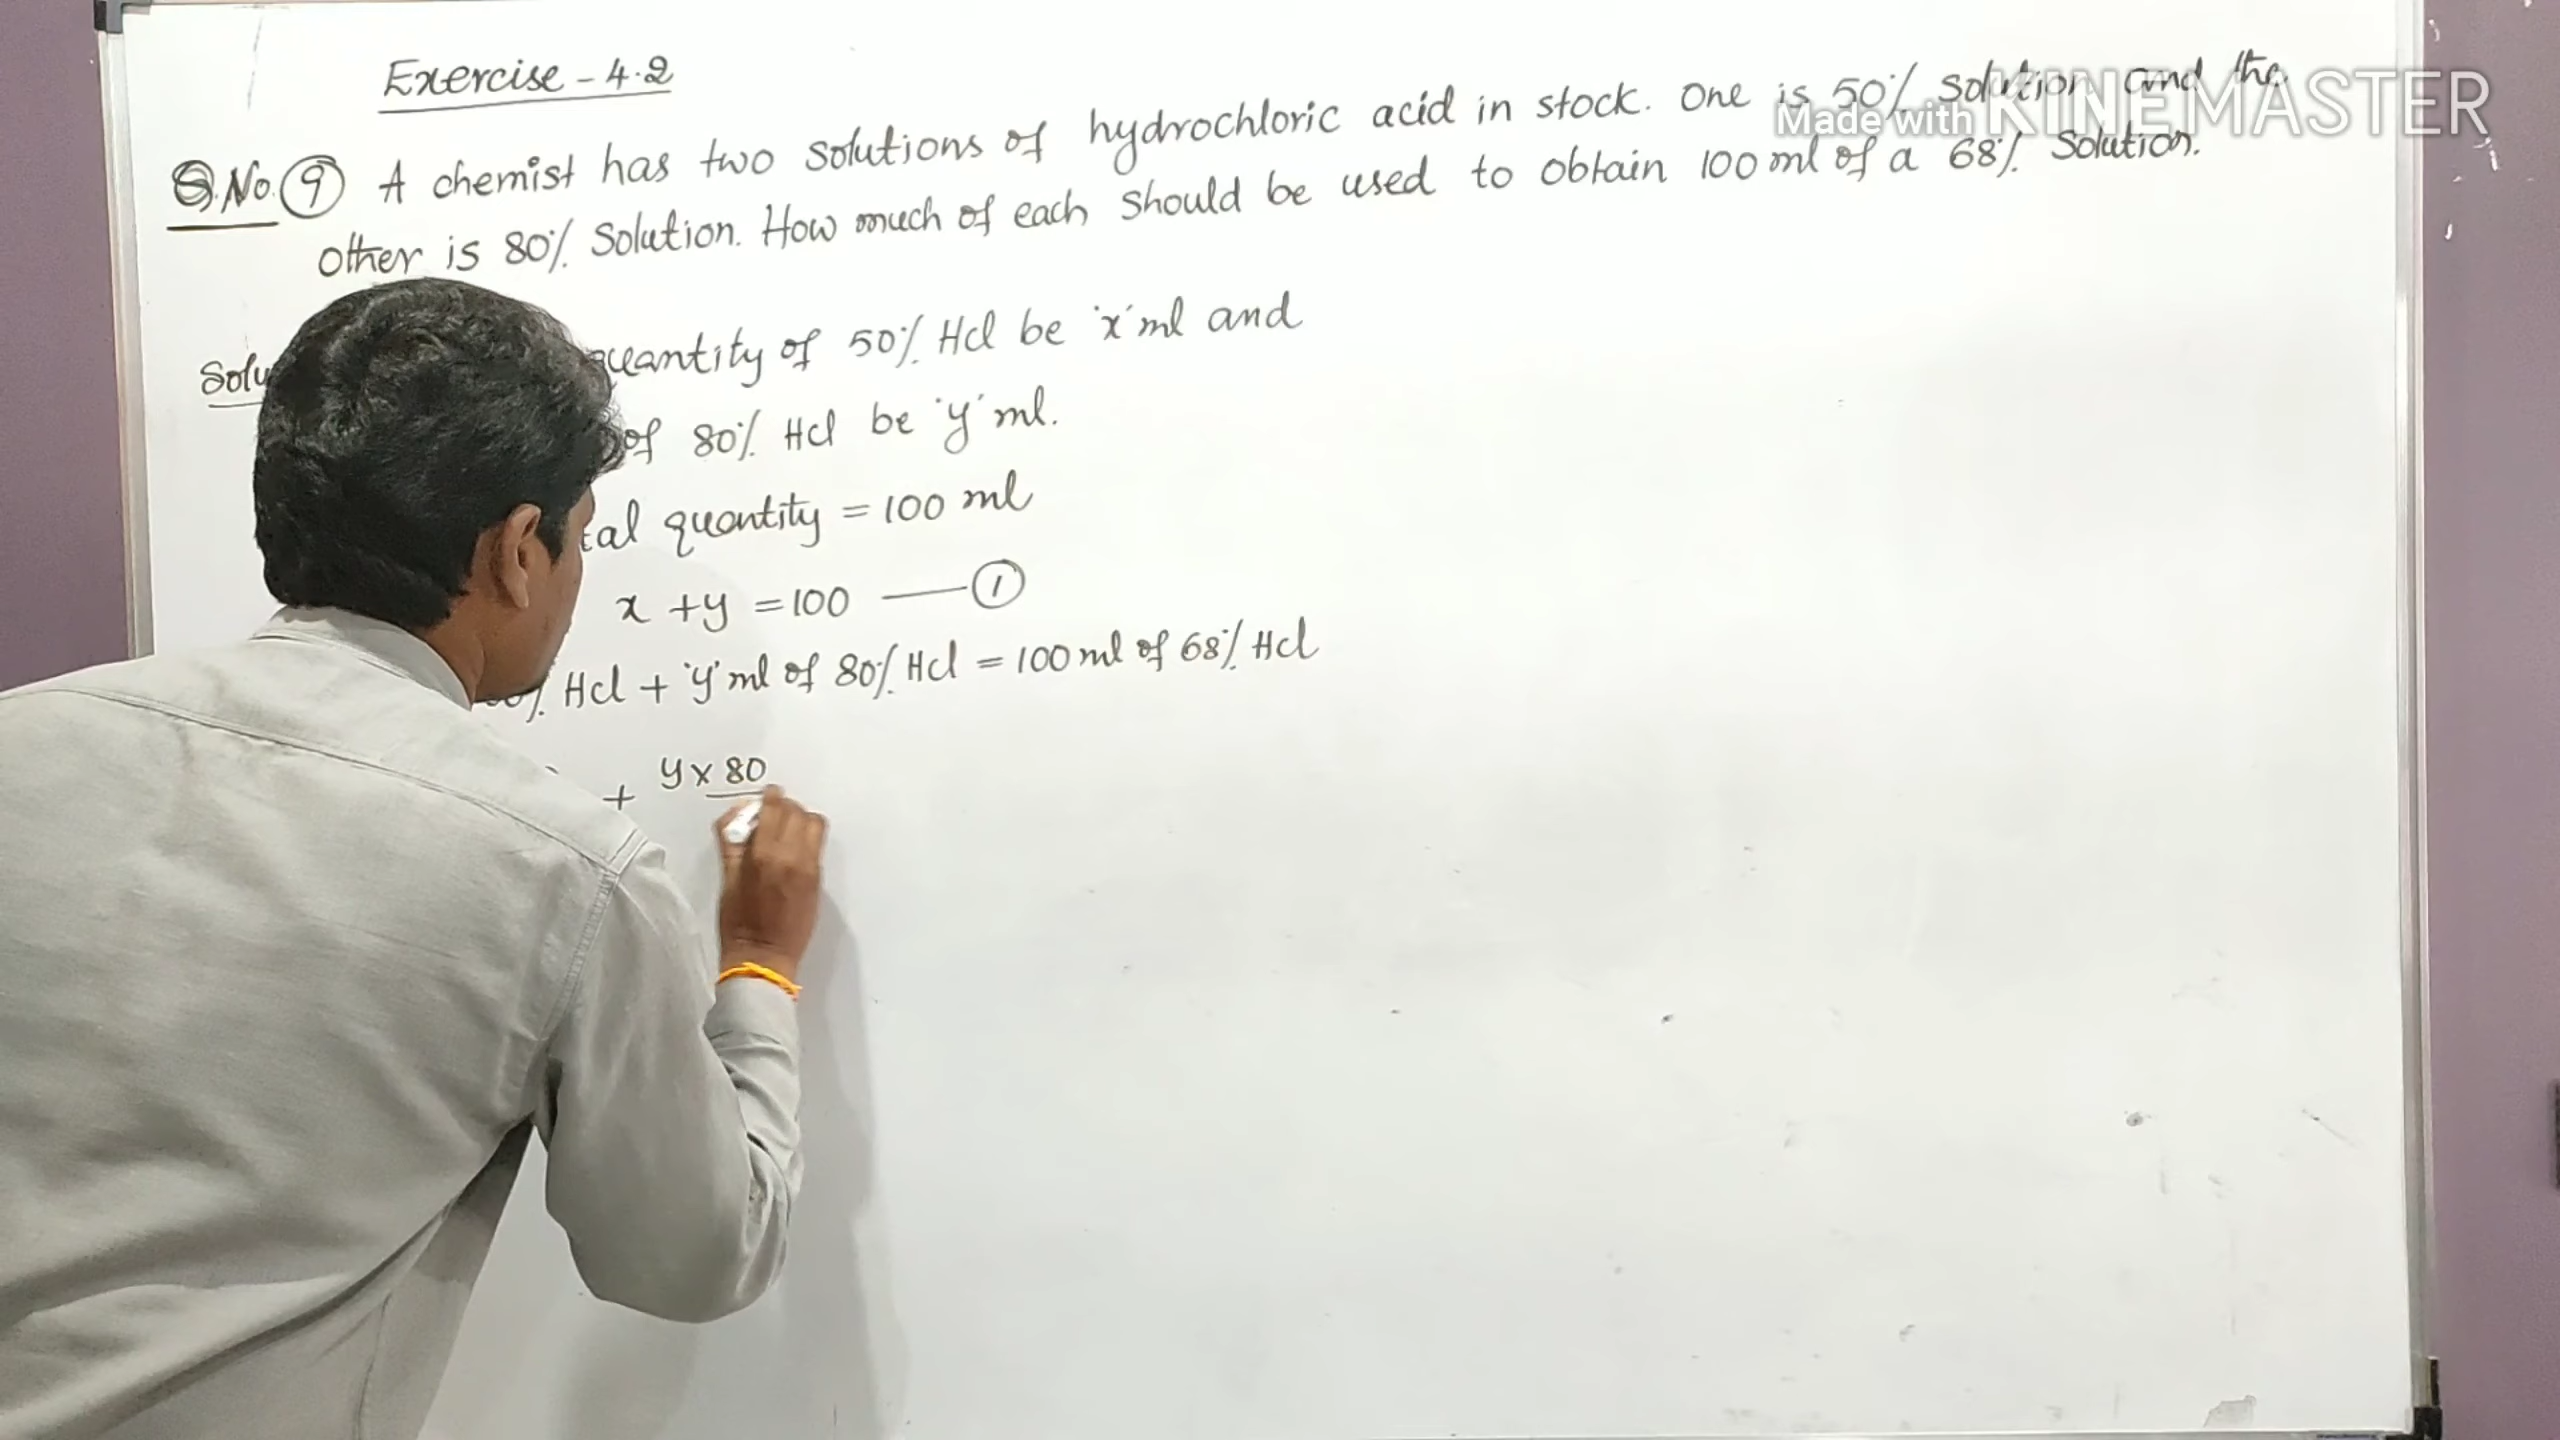 Exercise - 4.2
Made with KINEMASTER
Q.No. 9 A chemist has two solutions of hydrochloric acid in stock. One is 50% solution and the
other is 80% solution. How much of each should be used to obtain 100 ml of a 68% solution.
quantity of 50% Hcl be 'x' ml and
of 80% Hcl be 'y' ml.
quantity = 100 ml
x + y = 100 —— 1
Hcl + 'y' ml of 80% Hcl = 100 ml of 68% Hcl
+ y x 80